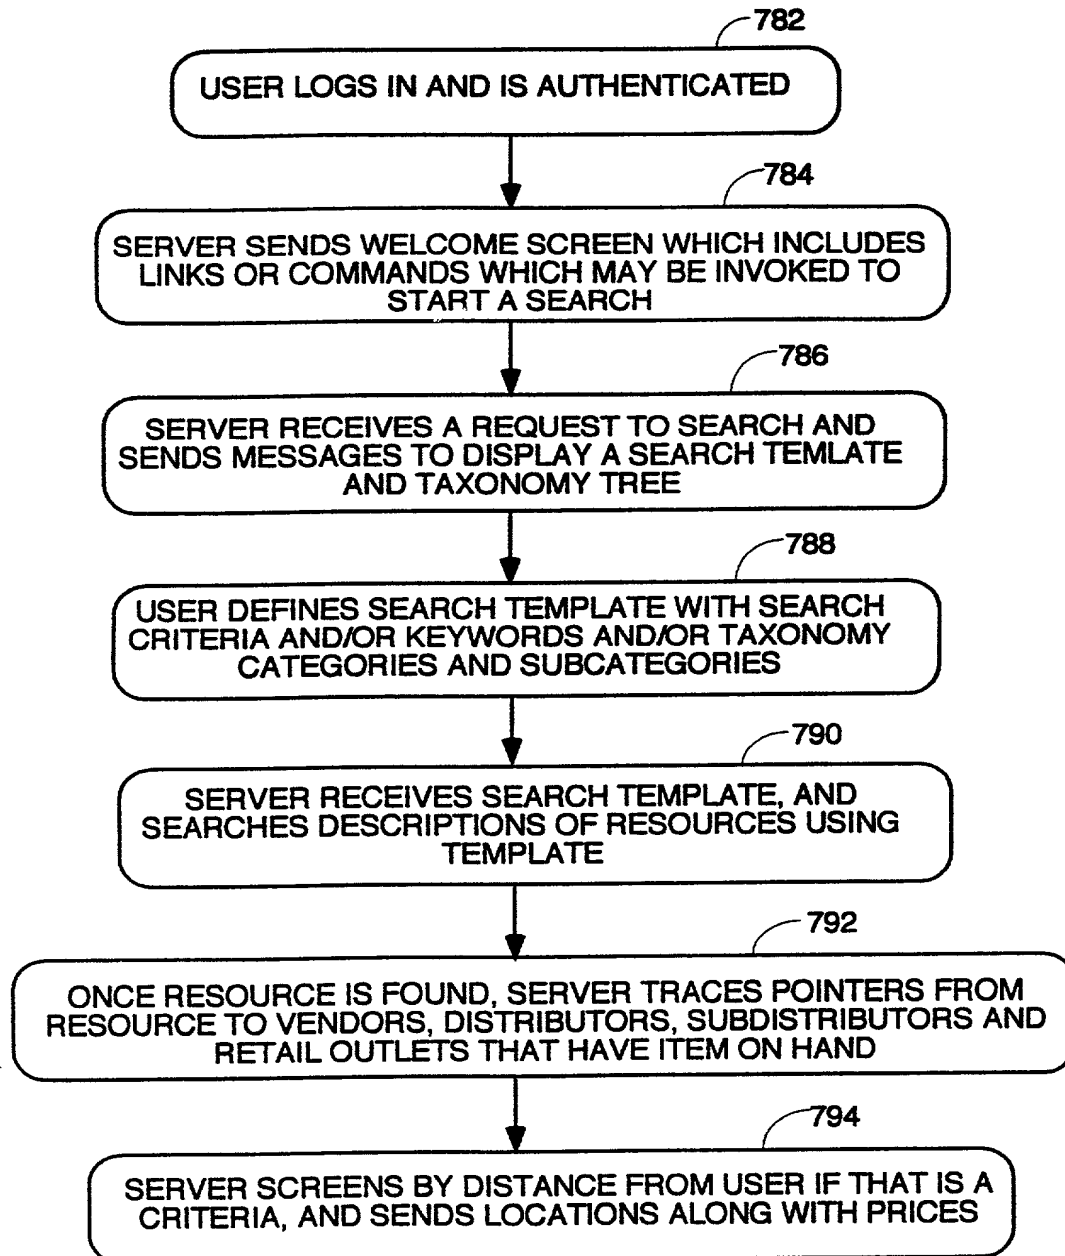 782
USER LOGS IN AND IS AUTHENTICATED
784
SERVER SENDS WELCOME SCREEN WHICH INCLUDES
LINKS OR COMMANDS WHICH MAY BE INVOKED TO
START A SEARCH
786
SERVER RECEIVES A REQUEST TO SEARCH AND
SENDS MESSAGES TO DISPLAY A SEARCH TEMLATE
AND TAXONOMY TREE
788
USER DEFINES SEARCH TEMPLATE WITH SEARCH
CRITERIA AND/OR KEYWORDS AND/OR TAXONOMY
CATEGORIES AND SUBCATEGORIES
790
SERVER RECEIVES SEARCH TEMPLATE, AND
SEARCHES DESCRIPTIONS OF RESOURCES USING
TEMPLATE
792
ONCE RESOURCE IS FOUND, SERVER TRACES POINTERS FROM
RESOURCE TO VENDORS, DISTRIBUTORS, SUBDISTRIBUTORS AND
RETAIL OUTLETS THAT HAVE ITEM ON HAND
794
SERVER SCREENS BY DISTANCE FROM USER IF THAT IS A
CRITERIA, AND SENDS LOCATIONS ALONG WITH PRICES